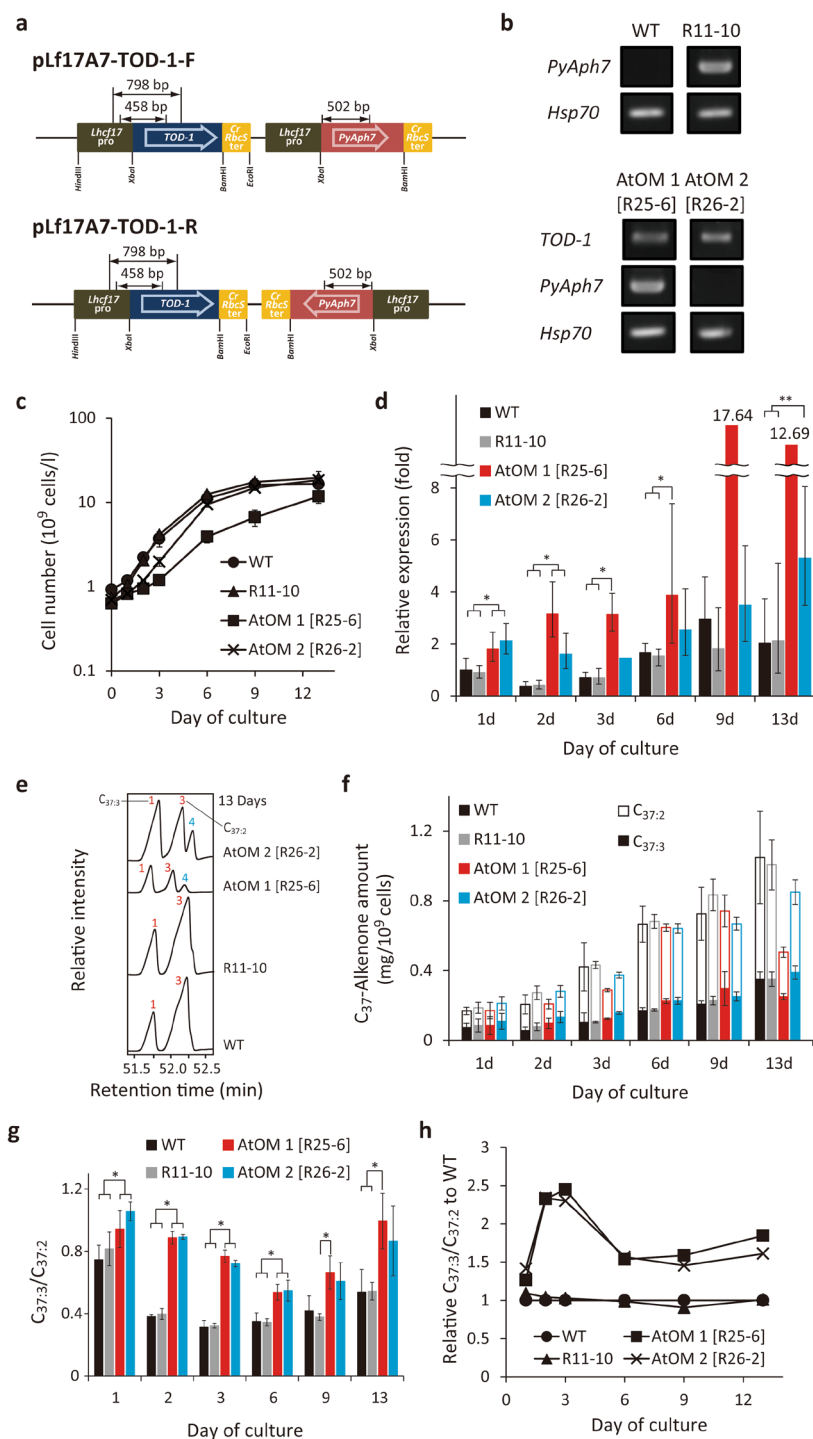 a
pLf17A7-TOD-1-F
798 bp
458 bp
502 bp
Lhcf17 pro
TOD-1
Cr RbcS ter
Lhcf17 pro
PyAph7
Cr RbcS ter
HindIII
XbaI
BamHI
EcoRI
XbaI
BamHI
pLf17A7-TOD-1-R
798 bp
458 bp
502 bp
Lhcf17 pro
TOD-1
Cr RbcS ter
Cr RbcS ter
PyAph7
Lhcf17 pro
HindIII
XbaI
BamHI
EcoRI
BamHI
XbaI
b
WT R11-10
PyAph7
Hsp70
AtOM 1 AtOM 2
[R25-6] [R26-2]
TOD-1
PyAph7
Hsp70
c
Cell number (10⁹ cells/l)
100
10
1
0.1
WT
R11-10
AtOM 1 [R25-6]
AtOM 2 [R26-2]
0 3 6 9 12
Day of culture
d
Relative expression (fold)
8
6
4
2
0
WT
R11-10
AtOM 1 [R25-6]
AtOM 2 [R26-2]
17.64
12.69
*
*
*
*
**
1d 2d 3d 6d 9d 13d
Day of culture
e
Relative intensity
C37:3
1 3 13 Days
C37:2
4
AtOM 2 [R26-2]
1 3 4
AtOM 1 [R25-6]
1 3
R11-10
1 3
WT
51.5 52.0 52.5
Retention time (min)
f
C37-Alkenone amount
(mg/10⁹ cells)
1.2
0.8
0.4
0
WT
R11-10
AtOM 1 [R25-6]
AtOM 2 [R26-2]
C37:2
C37:3
1d 2d 3d 6d 9d 13d
Day of culture
g
WT AtOM 1 [R25-6]
R11-10 AtOM 2 [R26-2]
C37:3/C37:2
1.2
0.8
0.4
0
* * * * * *
1 2 3 6 9 13
Day of culture
h
Relative C37:3/C37:2 to WT
3
2.5
2
1.5
1
0.5
0
WT AtOM 1 [R25-6]
R11-10 AtOM 2 [R26-2]
0 3 6 9 12
Day of culture